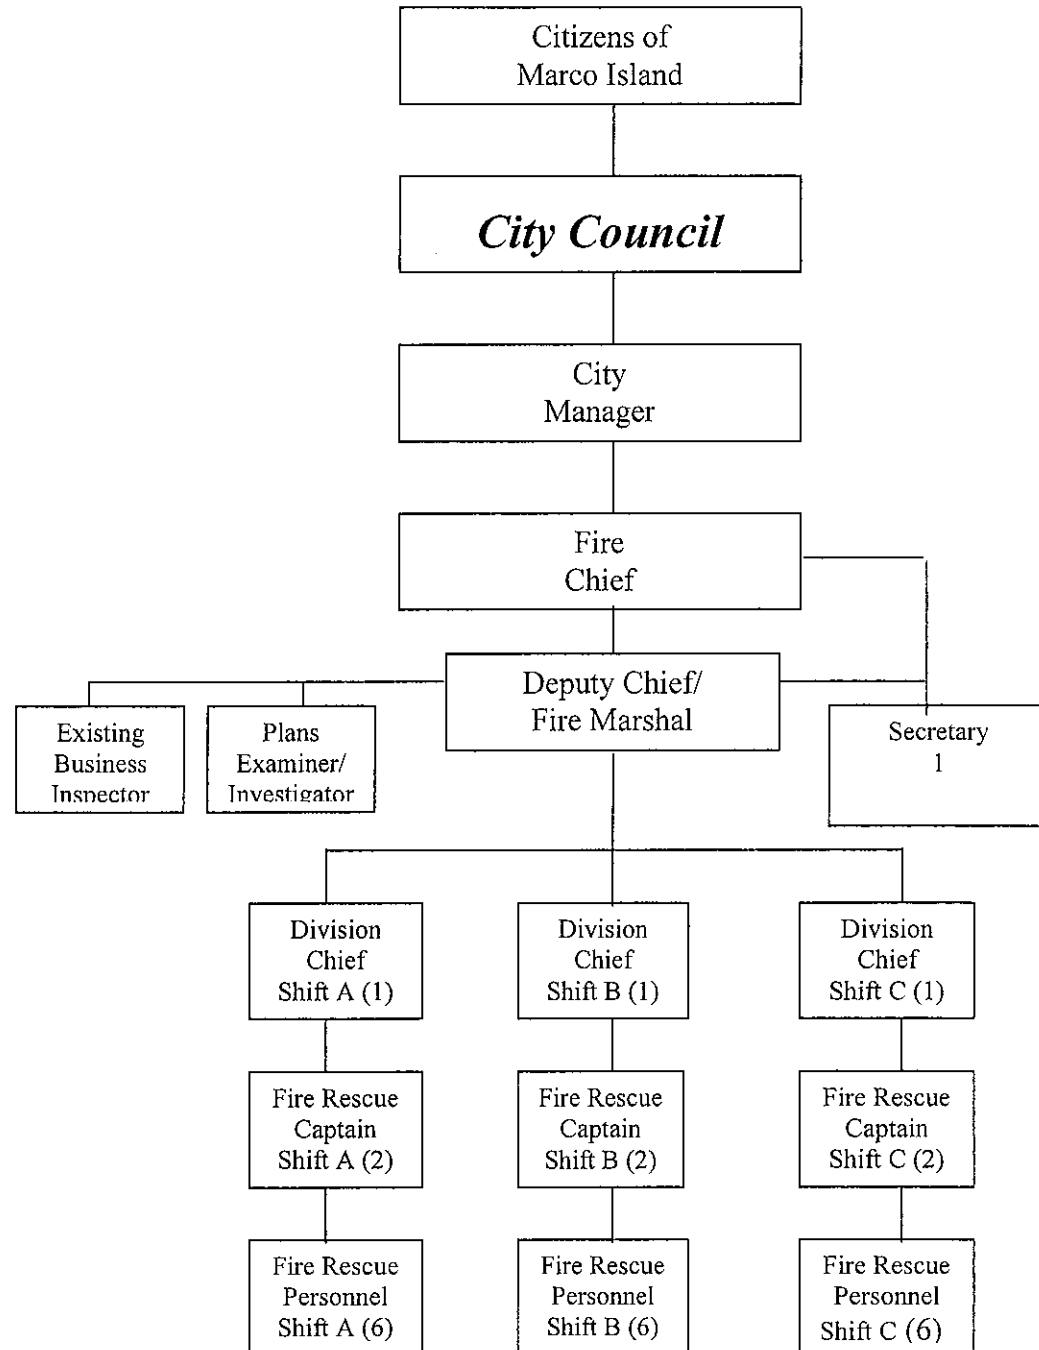 Citizens of
Marco Island
City Council
City
Manager
Fire
Chief
Deputy Chief/
Fire Marshal
Existing
Business
Inspector
Plans
Examiner/
Investigator
Secretary
1
Division
Chief
Shift A (1)
Division
Chief
Shift B (1)
Division
Chief
Shift C (1)
Fire Rescue
Captain
Shift A (2)
Fire Rescue
Captain
Shift B (2)
Fire Rescue
Captain
Shift C (2)
Fire Rescue
Personnel
Shift A (6)
Fire Rescue
Personnel
Shift B (6)
Fire Rescue
Personnel
Shift C (6)